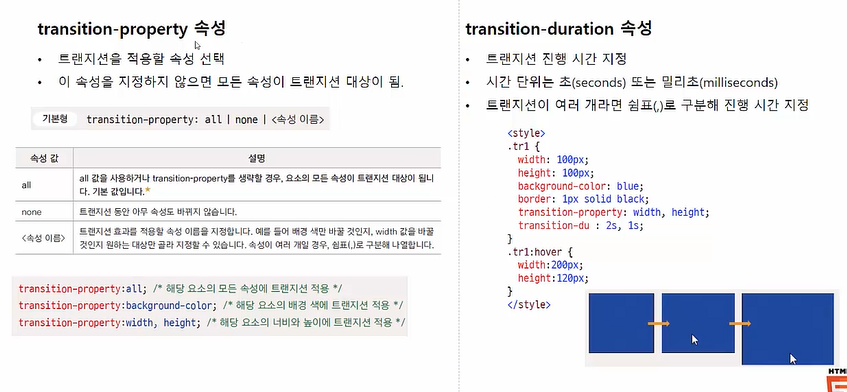 transition-property 속성
• 트랜지션을 적용할 속성 선택
• 이 속성을 지정하지 않으면 모든 속성이 트랜지션 대상이 됨.
기본형 transition-property: all | none | <속성 이름>
속성 값 설명
all all 값을 사용하거나 transition-property를 생략할 경우, 요소의 모든 속성이 트랜지션 대상이 됩니
다. 기본 값입니다.*
none 트랜지션 동안 아무 속성도 바뀌지 않습니다.
<속성 이름> 트랜지션 효과를 적용할 속성 이름을 지정합니다. 예를 들어 배경 색만 바꿀 것인지, width 값을 바꿀
것인지 원하는 대상만 골라 지정할 수 있습니다. 속성이 여러 개일 경우, 쉼표(,)로 구분해 나열합니다.
transition-property:all; /* 해당 요소의 모든 속성에 트랜지션 적용 */
transition-property:background-color; /* 해당 요소의 배경 색에 트랜지션 적용 */
transition-property:width, height; /* 해당 요소의 너비와 높이에 트랜지션 적용 */
transition-duration 속성
• 트랜지션 진행 시간 지정
• 시간 단위는 초(seconds) 또는 밀리초(milliseconds)
• 트랜지션이 여러 개라면 쉼표(,)로 구분해 진행 시간 지정
<style>
.tr1 {
width: 100px;
height: 100px;
background-color: blue;
border: 1px solid black;
transition-property: width, height;
transition-du : 2s, 1s;
}
.tr1:hover {
width:200px;
height:120px;
}
</style>
HTM